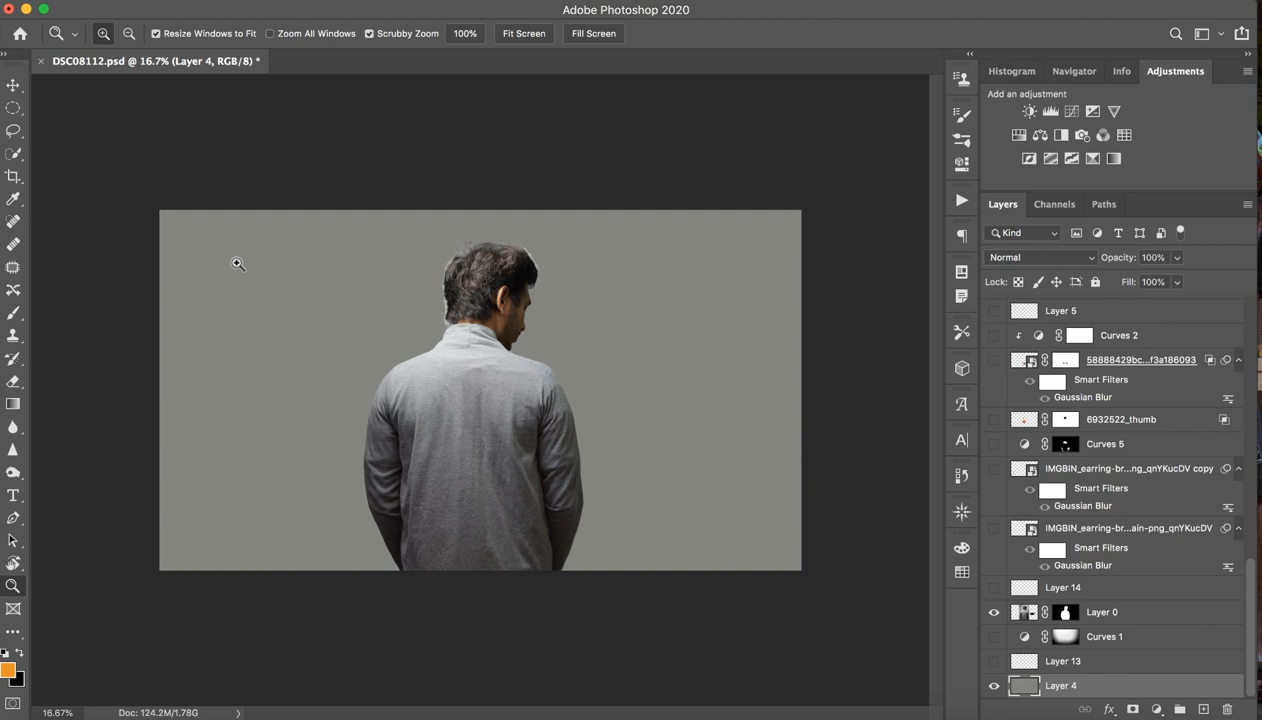 Adobe Photoshop 2020
Resize Windows to Fit Zoom All Windows Scrubby Zoom 100% Fit Screen Fill Screen
DSC08112.psd @ 16.7% (Layer 4, RGB/8) *
Histogram Navigator Info Adjustments
Add an adjustment
Layers Channels Paths
Kind
Normal Opacity: 100%
Lock: Fill: 100%
Layer 5
Curves 2
58888429bc...f3a186093
Smart Filters
Gaussian Blur
6932522_thumb
Curves 5
IMGBIN_earring-br...ng_qnYKucDV copy
Smart Filters
Gaussian Blur
IMGBIN_earring-br...ain-png_qnYKucDV
Smart Filters
Gaussian Blur
Layer 14
Layer 0
Curves 1
Layer 13
Layer 4
16.67% Doc: 124.2M/1.78G